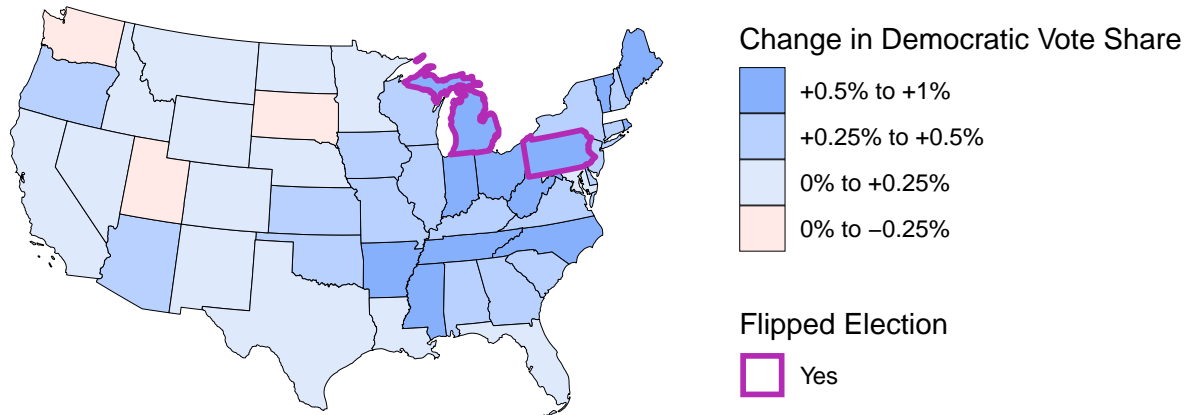 Change in Democratic Vote Share
+0.5% to +1%
+0.25% to +0.5%
0% to +0.25%
0% to −0.25%
Flipped Election
Yes